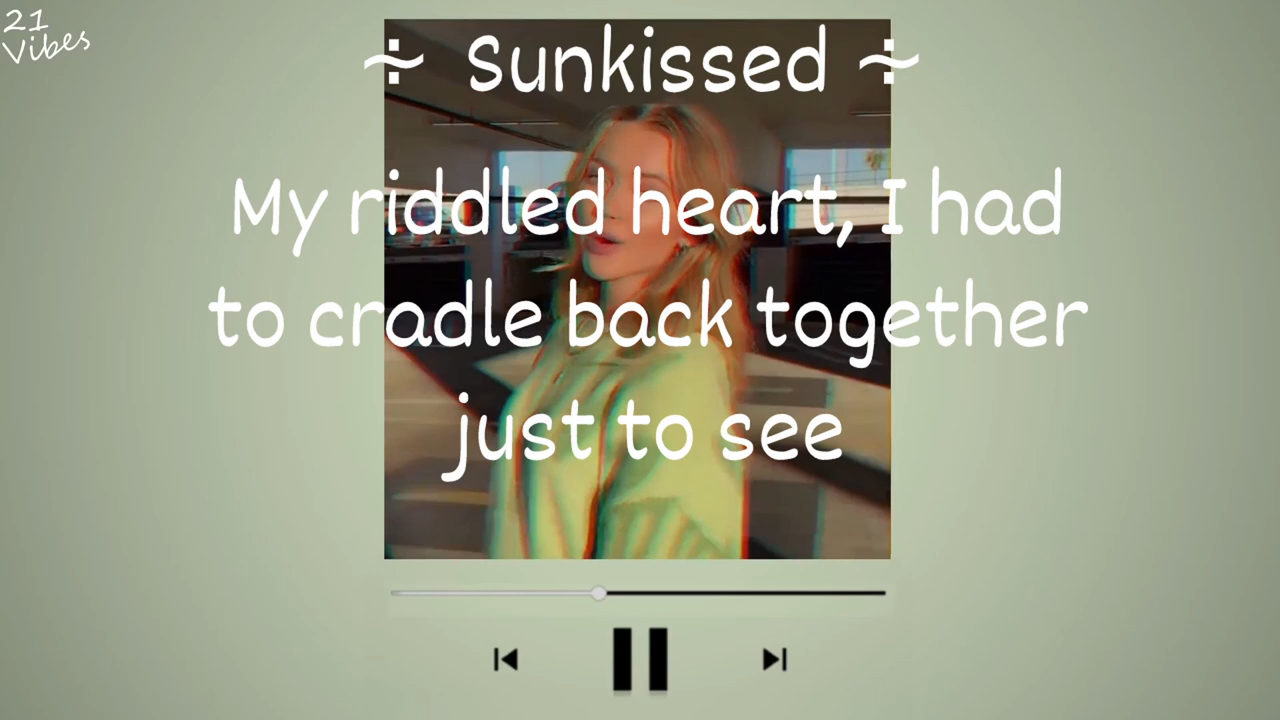 21
Vibes
÷ Sunkissed ÷
My riddled heart, I had
to cradle back together
just to see